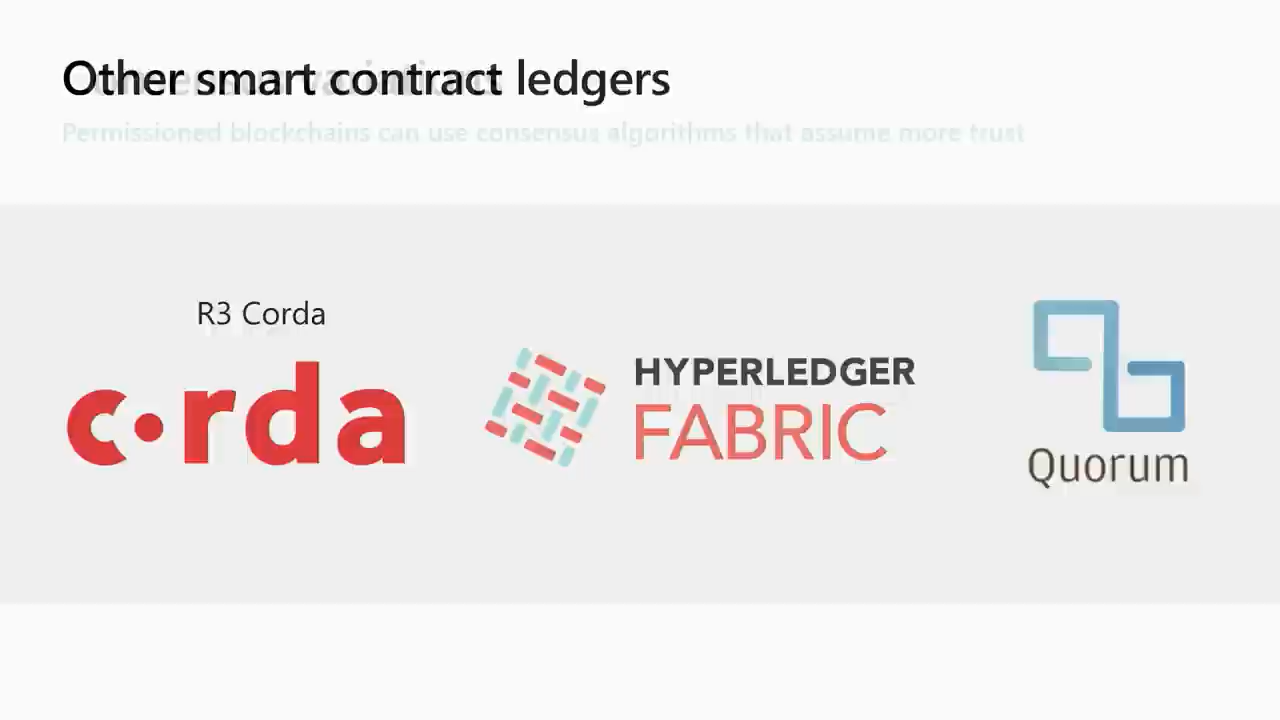 Other smart contract ledgers
Permissioned blockchains can use consensus algorithms that assume more trust
R3 Corda
c•rda
HYPERLEDGER
FABRIC
Quorum